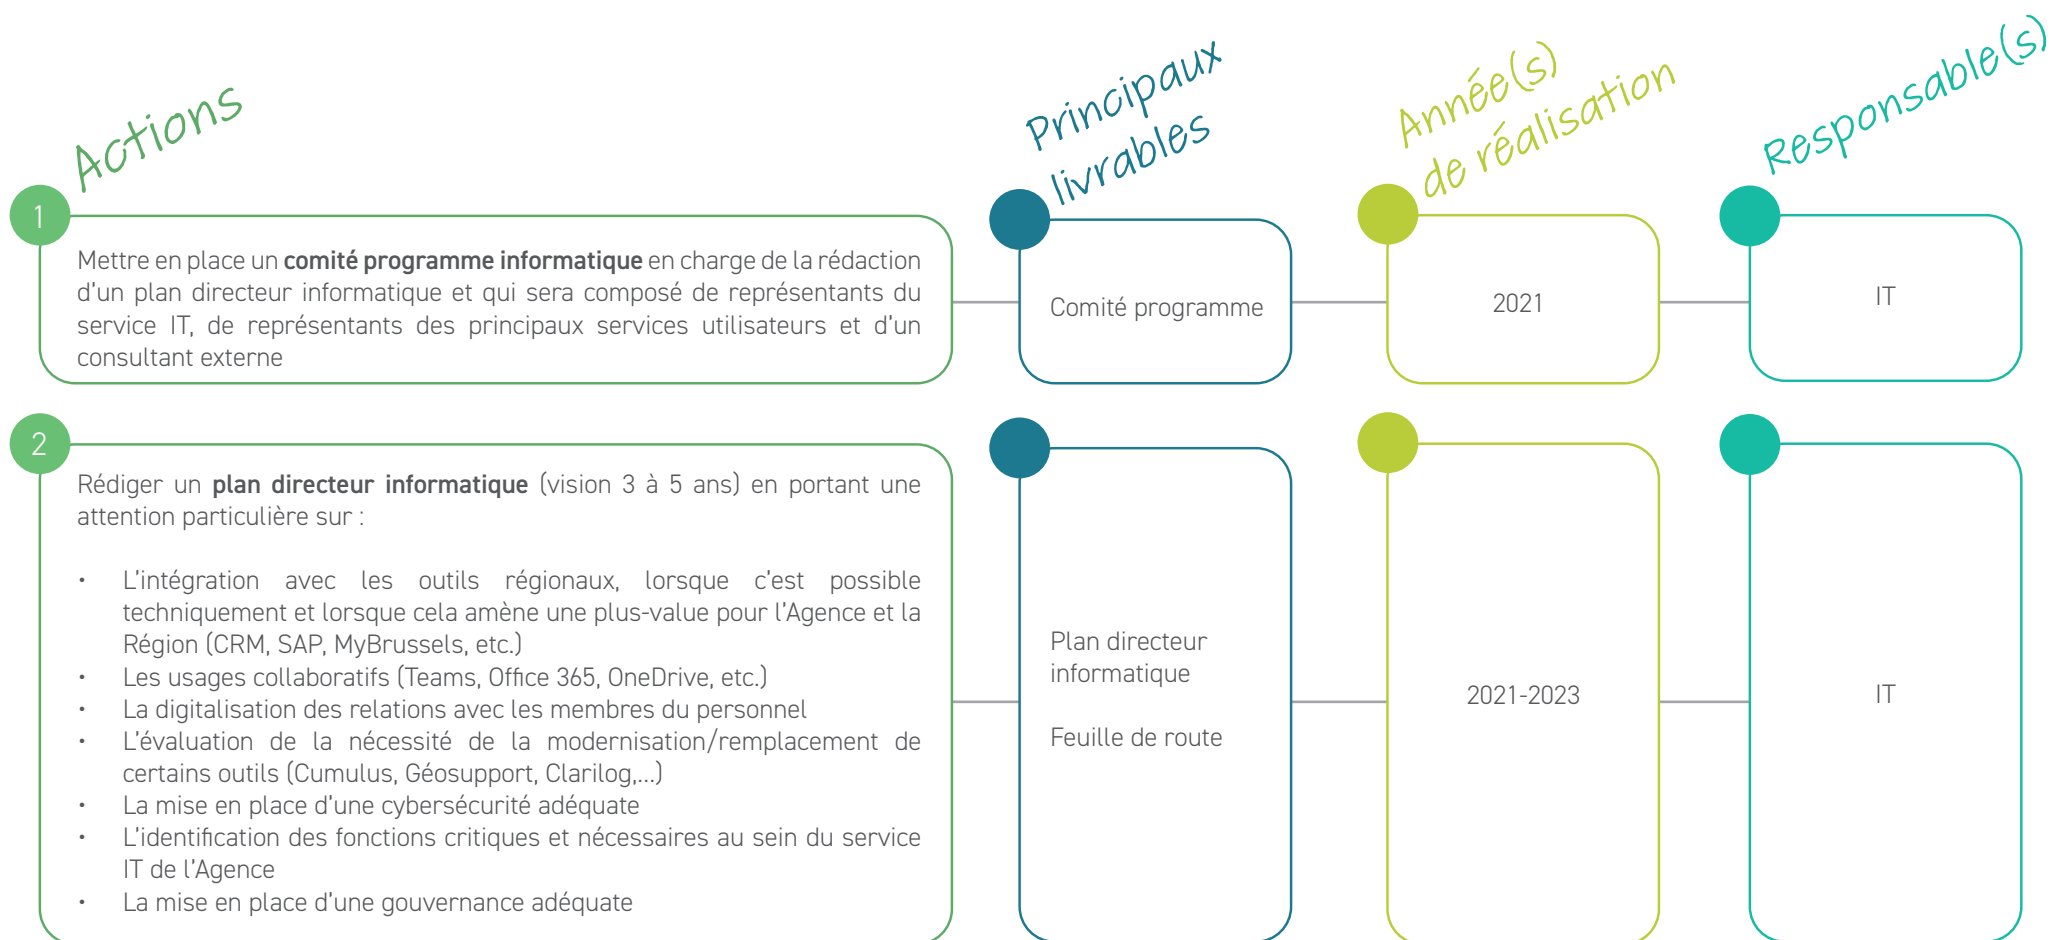 Actions
Principaux
livrables
Année(s)
de réalisation
Responsable(s)
1
Mettre en place un comité programme informatique en charge de la rédaction
d'un plan directeur informatique et qui sera composé de représentants du
service IT, de représentants des principaux services utilisateurs et d'un
consultant externe
Comité programme
2021
IT
2
Rédiger un plan directeur informatique (vision 3 à 5 ans) en portant une
attention particulière sur :
• L'intégration avec les outils régionaux, lorsque c'est possible
techniquement et lorsque cela amène une plus-value pour l'Agence et la
Région (CRM, SAP, MyBrussels, etc.)
• Les usages collaboratifs (Teams, Office 365, OneDrive, etc.)
• La digitalisation des relations avec les membres du personnel
• L'évaluation de la nécessité de la modernisation/remplacement de
certains outils (Cumulus, Géosupport, Clarilog,...)
• La mise en place d'une cybersécurité adéquate
• L'identification des fonctions critiques et nécessaires au sein du service
IT de l'Agence
• La mise en place d'une gouvernance adéquate
Plan directeur
informatique
Feuille de route
2021-2023
IT